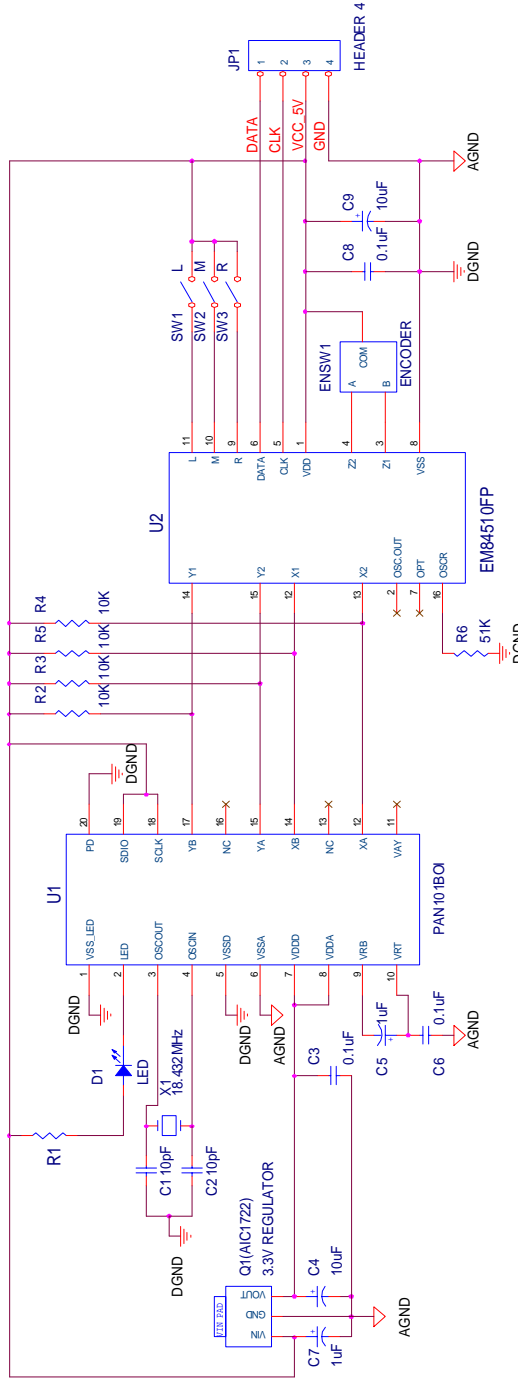 JP1
1
2
3
4
HEADER 4
DATA
CLK
VCC_5V
GND
AGND
C9
10uF
C8
0.1uF
DGND
L
M
R
SW1
SW2
SW3
ENSW1
A
B
COM
ENCODER
U2
11 L
10 M
9 R
6 DATA
5 CLK
1 VDD
4 Z2
3 Z1
8 VSS
14 Y1
15 Y2
12 X1
13 X2
2 OSC.OUT
7 OPT
16 OSCR
EM84510FP
R6
51K
DGND
R4
10K
R5
10K
R3
10K
R2
10K
DGND
U1
20 PD
19 SDIO
18 SCLK
17 YB
16 NC
15 YA
14 XB
13 NC
12 XA
11 VAY
1 VSS_LED
2 LED
3 OSCOUT
4 OSCIN
5 VSSD
6 VSSA
7 VDDD
8 VDDA
9 VRB
10 VRT
PAN101BOI
DGND
D1
LED
R1
X1
18.432MHz
C1 10pF
C2 10pF
DGND
DGND
AGND
C3
0.1uF
C5
1uF
C6
0.1uF
AGND
Q1(AIC1722)
3.3V REGULATOR
VIN PAD
VIN
GND
VOUT
C4
10uF
C7
1uF
AGND